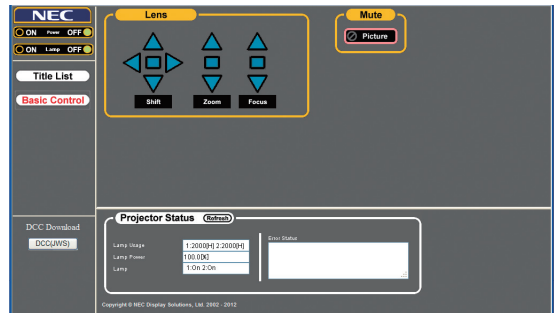 NEC
ON Power OFF
ON Lamp OFF
Title List
Basic Control
DCC Download
DCC(JWS)
Lens
Shift
Zoom
Focus
Mute
Picture
Projector Status (Refresh)
Lamp Usage 1:2000[H] 2:2000[H]
Lamp Power 100.0[%]
Lamp 1:On 2:On
Error Status
Copyright © NEC Display Solutions, Ltd. 2002 - 2012